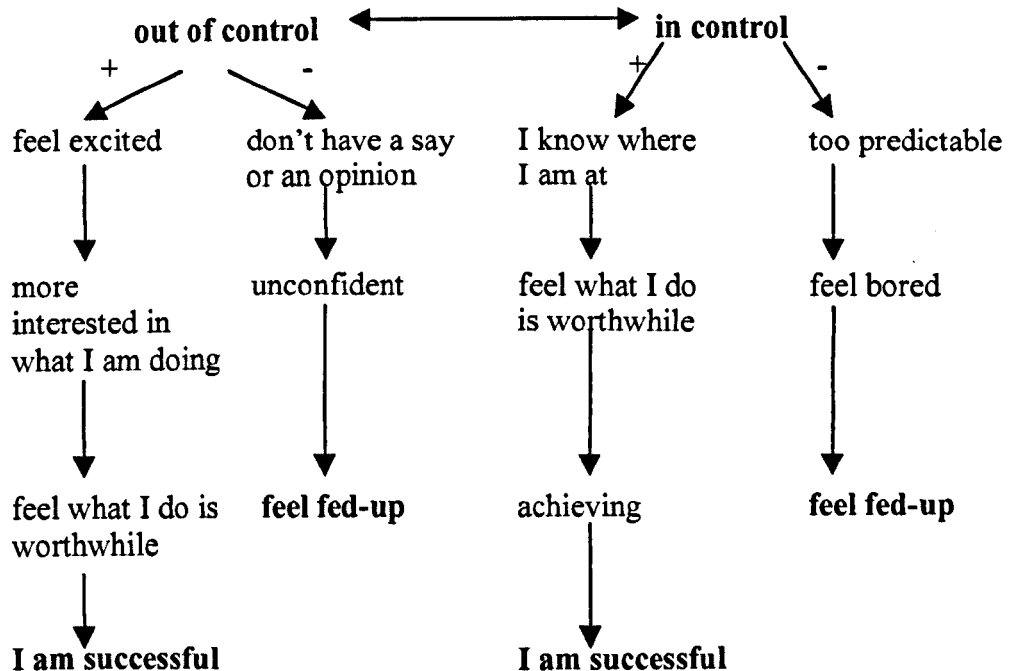 out of control
in control
+
-
+
-
feel excited
don't have a say
or an opinion
I know where
I am at
too predictable
more
interested in
what I am doing
unconfident
feel what I do
is worthwhile
feel bored
feel what I do is
worthwhile
feel fed-up
achieving
feel fed-up
I am successful
I am successful